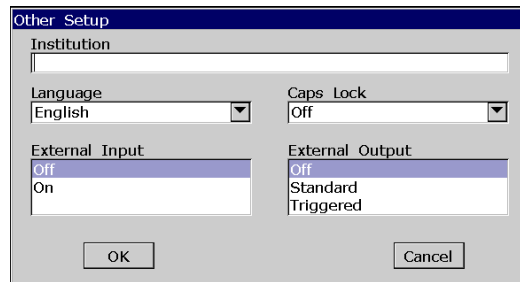 Other Setup
Institution
Language
Caps Lock
English
Off
External Input
External Output
Off
On
Off
Standard
Triggered
OK
Cancel